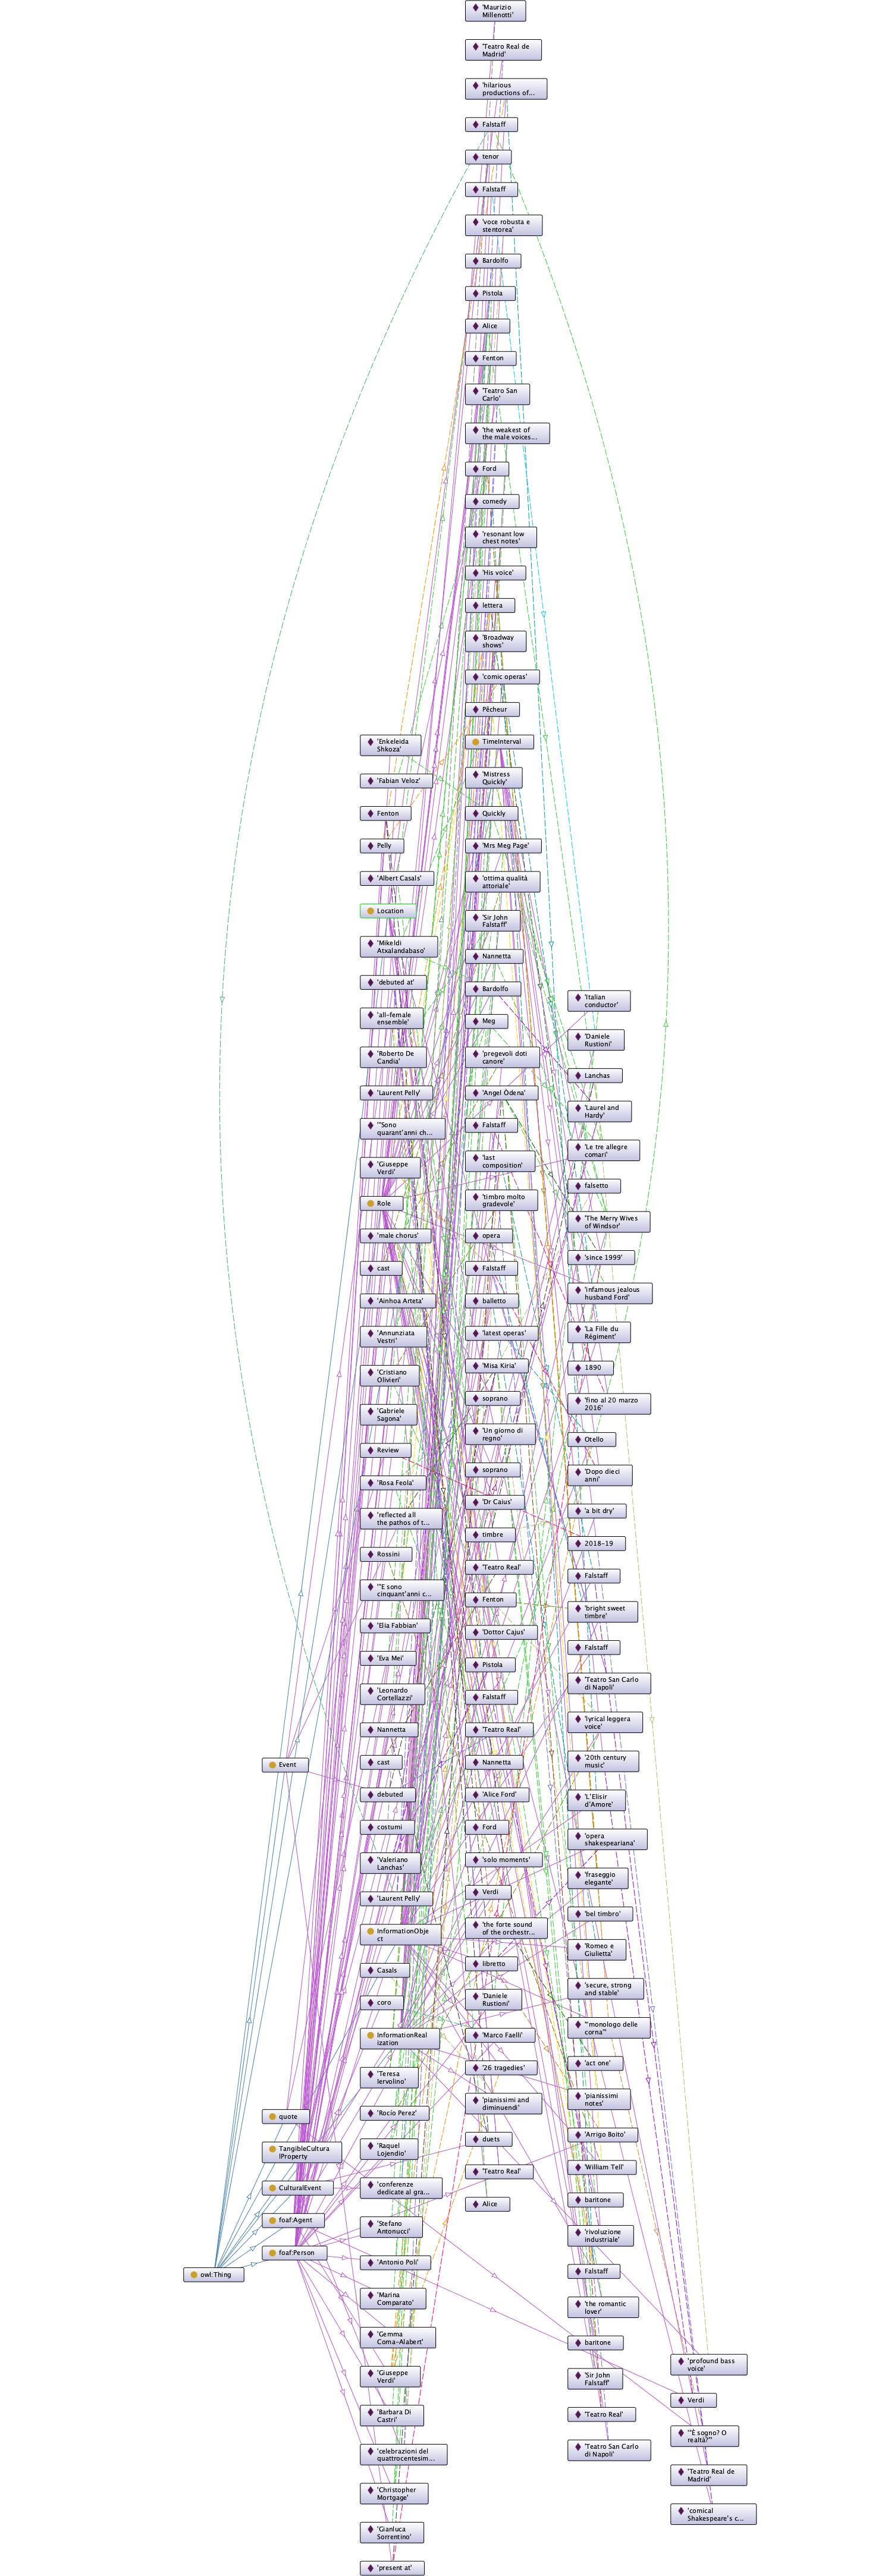 'Maurizio
Millenotti'
'Teatro Real de
Madrid'
'hilarious
productions of...
Falstaff
tenor
Falstaff
'voce robusta e
stentorea'
Bardolfo
Pistola
Alice
Fenton
'Teatro San
Carlo'
'the weakest of
the male voices...
Ford
comedy
'resonant low
chest notes'
'His voice'
lettera
'Broadway
shows'
'comic operas'
Pêcheur
TimeInterval
'Mistress
Quickly'
Quickly
'Mrs Meg Page'
'ottima qualità
attoriale'
'Sir John
Falstaff'
Nannetta
Bardolfo
Meg
'pregevoli doti
canore'
'Àngel Òdena'
Falstaff
'last
composition'
'timbro molto
gradevole'
opera
Falstaff
balletto
'latest operas'
'Misa Kiria'
soprano
'Un giorno di
regno'
soprano
'Dr Caius'
timbre
'Teatro Real'
Fenton
'Dottor Cajus'
Pistola
Falstaff
'Teatro Real'
Nannetta
'Alice Ford'
Ford
'solo moments'
Verdi
'the forte sound
of the orchestr...
libretto
'Daniele
Rustioni'
'Marco Faelli'
'26 tragedies'
'pianissimi and
diminuendi'
duets
'Teatro Real'
Alice
'Enkeleida
Shkoza'
'Fabian Veloz'
Fenton
Pelly
'Albert Casals'
Location
'Mikeldi
Atxalandabaso'
'debuted at'
'all-female
ensemble'
'Roberto De
Candia'
'Laurent Pelly'
'"Sono
quarant'anni ch...
'Giuseppe
Verdi'
Role
'male chorus'
cast
'Ainhoa Arteta'
'Annunziata
Vestri'
'Cristiano
Olivieri'
'Gabriele
Sagona'
Review
'Rosa Feola'
'reflected all
the pathos of t...
Rossini
'"E sono
cinquant'anni c...
'Elia Fabbian'
'Eva Mei'
'Leonardo
Cortellazzi'
Nannetta
cast
debuted
costumi
'Valeriano
Lanchas'
'Laurent Pelly'
InformationObje
ct
Casals
coro
InformationReal
ization
'Teresa
Iervolino'
'Rocío Perez'
'Raquel
Lojendio'
'conferenze
dedicate al gra...
'Stefano
Antonucci'
'Antonio Poli'
'Marina
Comparato'
'Gemma
Coma-Alabert'
'Giuseppe
Verdi'
'Barbara Di
Castri'
'celebrazioni del
quattrocentesim...
'Christopher
Mortgage'
'Gianluca
Sorrentino'
'present at'
Event
quote
TangibleCultura
lProperty
CulturalEvent
foaf:Agent
foaf:Person
owl:Thing
'Italian
conductor'
'Daniele
Rustioni'
Lanchas
'Laurel and
Hardy'
'Le tre allegre
comari'
falsetto
'The Merry Wives
of Windsor'
'since 1999'
'infamous jealous
husband Ford'
'La Fille du
Régiment'
1890
'fino al 20 marzo
2016'
Otello
'Dopo dieci
anni'
'a bit dry'
2018-19
Falstaff
'bright sweet
timbre'
Falstaff
'Teatro San Carlo
di Napoli'
'lyrical leggera
voice'
'20th century
music'
'L'Elisir
d'Amore'
'opera
shakespeariana'
'fraseggio
elegante'
'bel timbro'
'Romeo e
Giulietta'
'secure, strong
and stable'
'"monologo delle
corna"'
'act one'
'pianissimi
notes'
'Arrigo Boito'
'William Tell'
baritone
'rivoluzione
industriale'
Falstaff
'the romantic
lover'
baritone
'Sir John
Falstaff'
'Teatro Real'
'Teatro San Carlo
di Napoli'
'profound bass
voice'
Verdi
'"È sogno? O
realtà?"'
'Teatro Real de
Madrid'
'comical
Shakespeare's c...